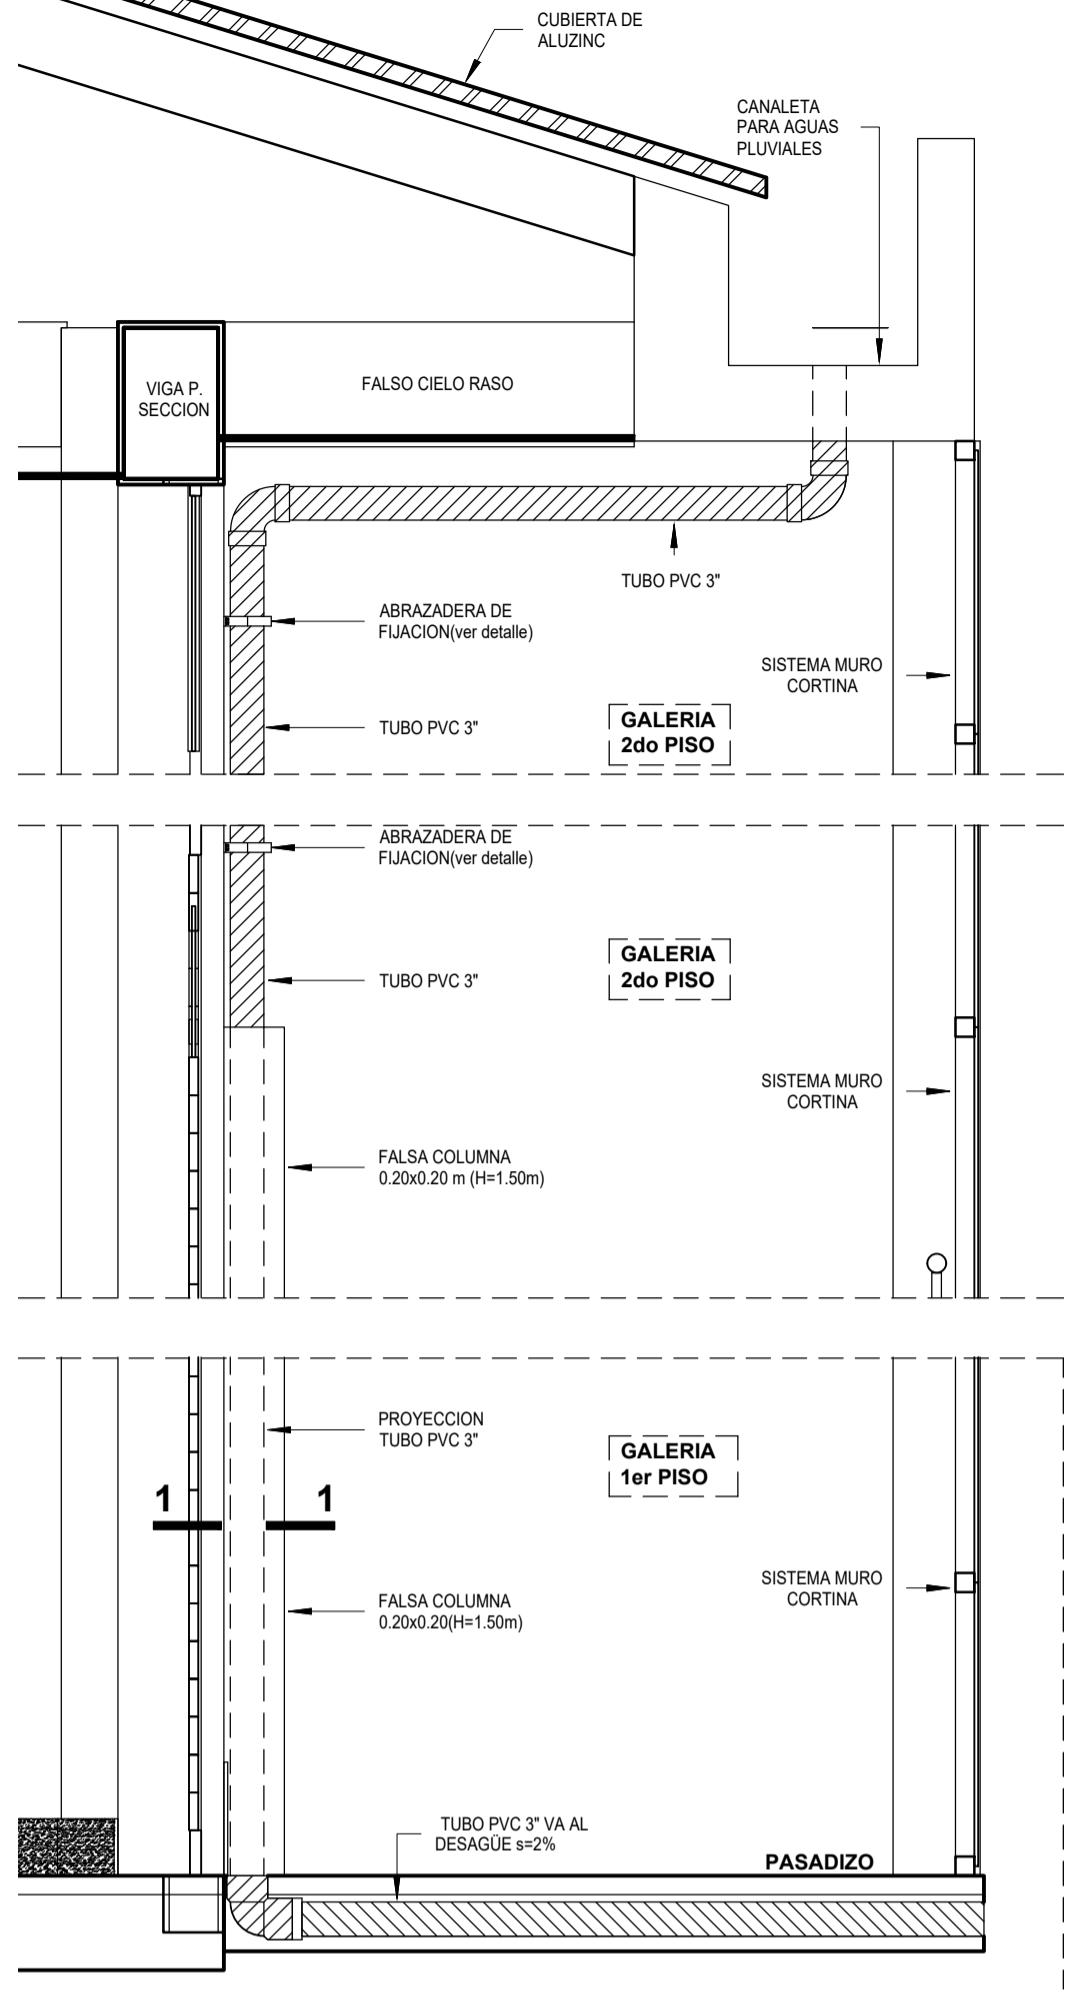 CUBIERTA DE
ALUZINC
CANALETA
PARA AGUAS
PLUVIALES
VIGA P.
SECCION
FALSO CIELO RASO
TUBO PVC 3"
ABRAZADERA DE
FIJACION(ver detalle)
SISTEMA MURO
CORTINA
TUBO PVC 3"
GALERIA
2do PISO
ABRAZADERA DE
FIJACION(ver detalle)
GALERIA
2do PISO
TUBO PVC 3"
SISTEMA MURO
CORTINA
FALSA COLUMNA
0.20x0.20 m (H=1.50m)
PROYECCION
TUBO PVC 3"
GALERIA
1er PISO
1 1
SISTEMA MURO
CORTINA
FALSA COLUMNA
0.20x0.20(H=1.50m)
TUBO PVC 3" VA AL
DESAGÜE s=2%
PASADIZO